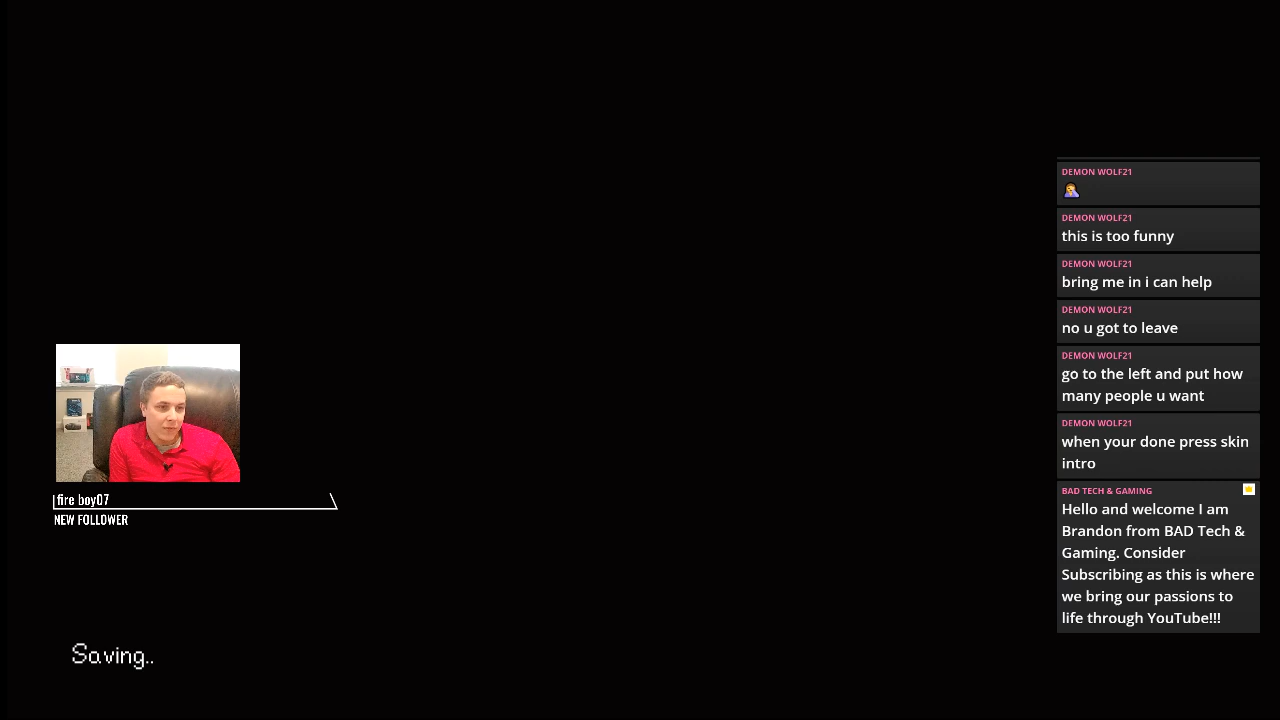 DEMON WOLF21
🤦
DEMON WOLF21
this is too funny
DEMON WOLF21
bring me in i can help
DEMON WOLF21
no u got to leave
DEMON WOLF21
go to the left and put how
many people u want
DEMON WOLF21
when your done press skin
intro
BAD TECH & GAMING
Hello and welcome I am
Brandon from BAD Tech &
Gaming. Consider
Subscribing as this is where
we bring our passions to
life through YouTube!!!
fire boy07
NEW FOLLOWER
Saving..